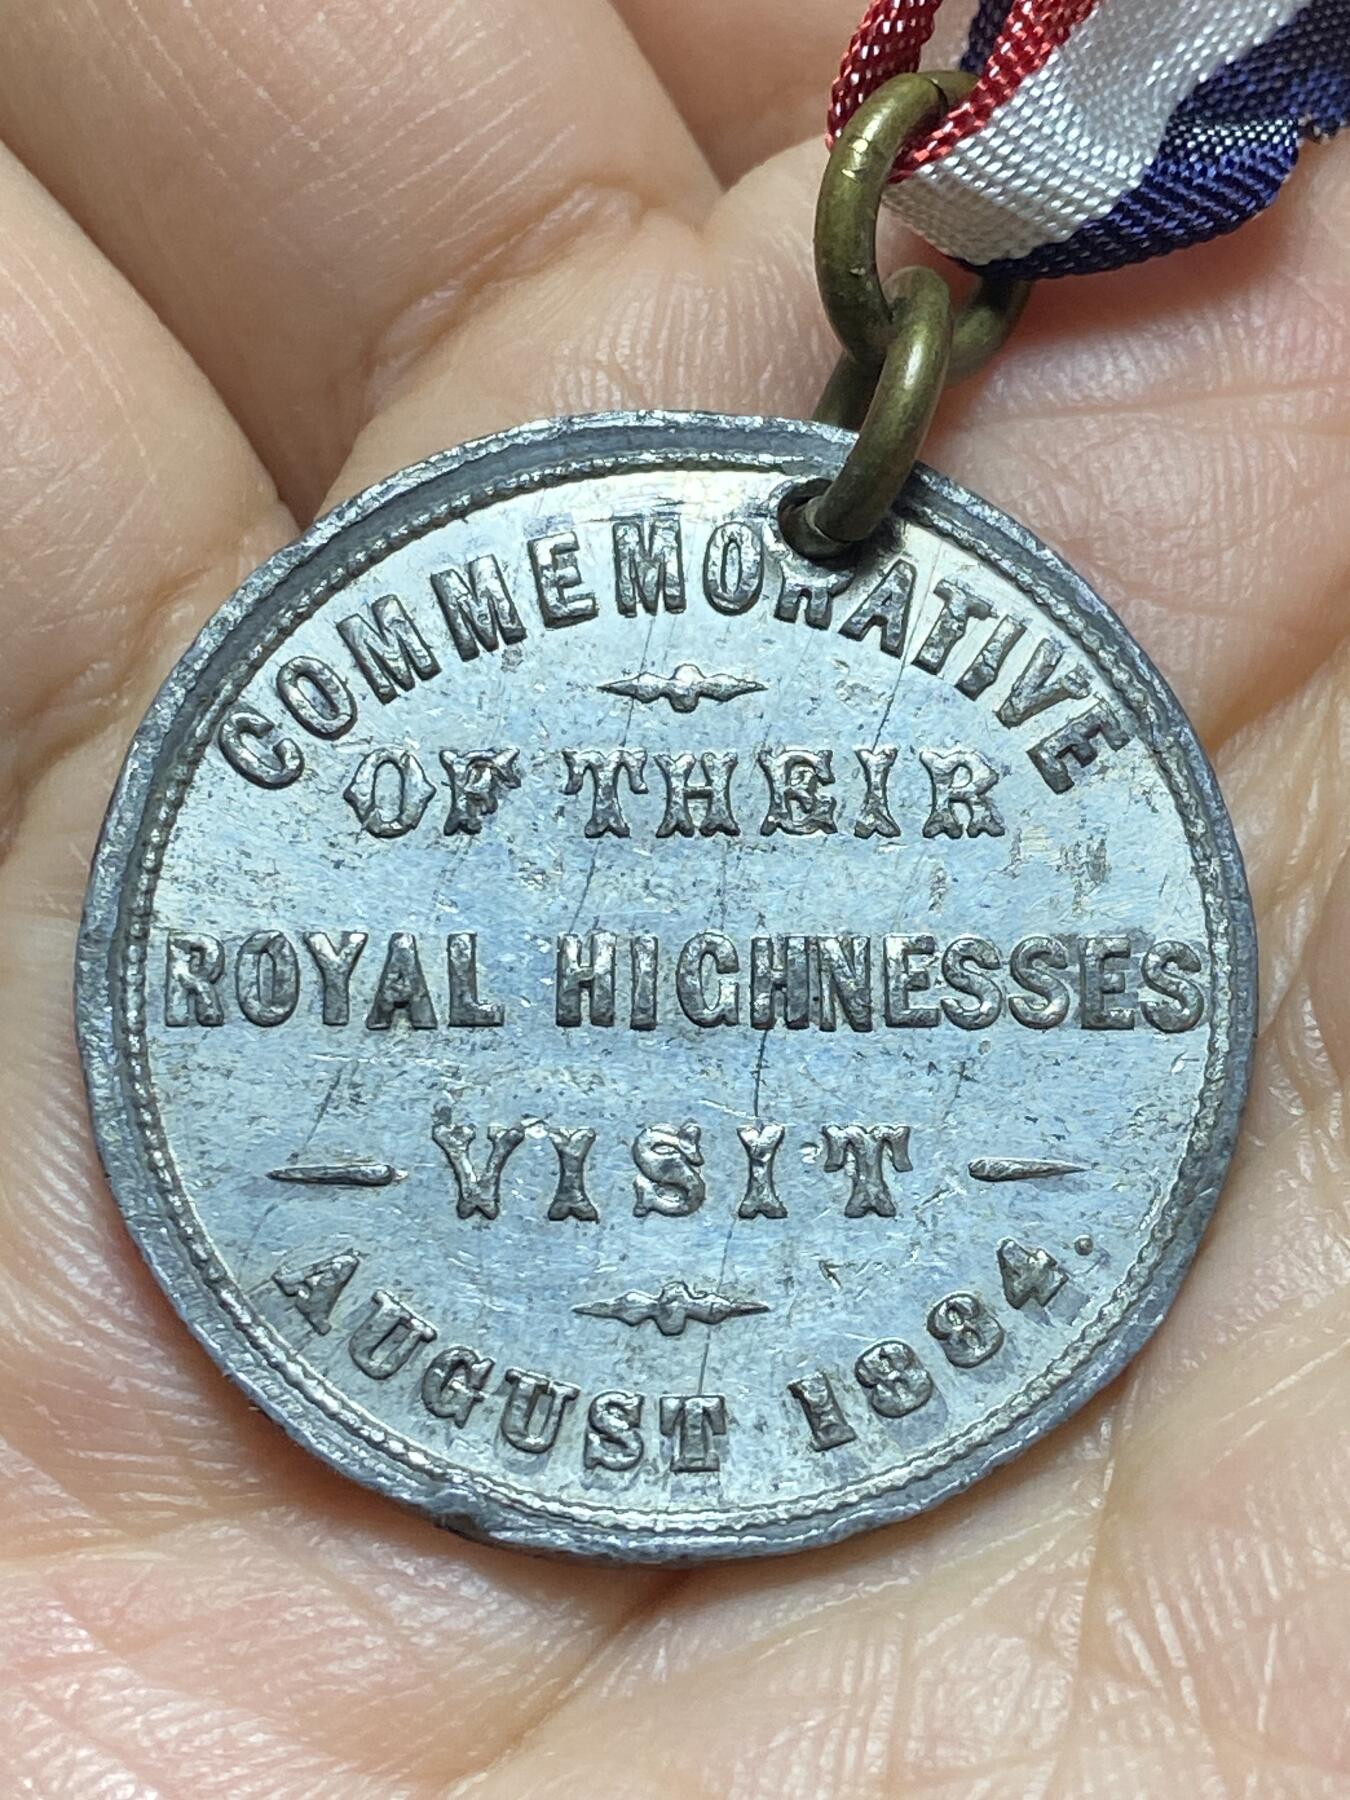 COMMEMORATIVE
OF THEIR
ROYAL HIGHNESSES
VISIT
AUGUST 1884.